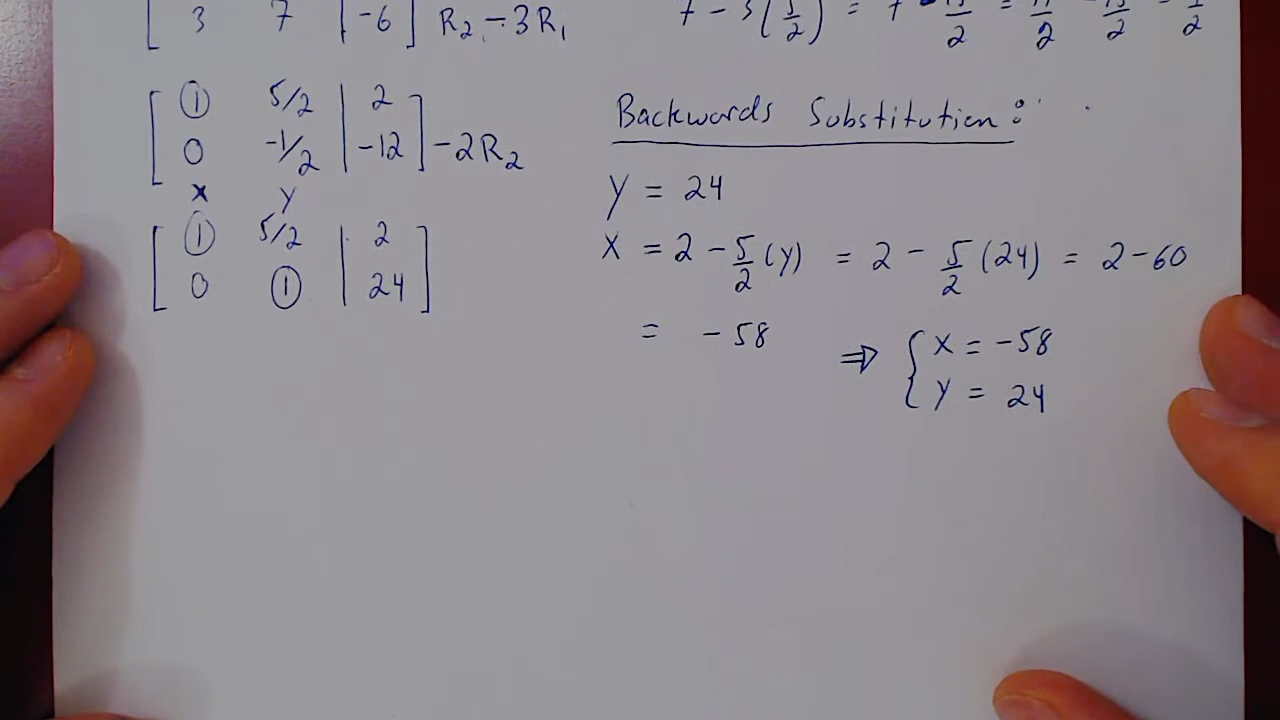 3 7 | -6 ] R₂ - 3R₁
7 - 3(5/2) = 7 - 15/2 = 14/2 - 15/2 = -1/2
[ 1 5/2 | 2
0 -1/2 | -12 ] -2R₂
x y
[ 1 5/2 | 2
0 1 | 24 ]
Backwards Substitution:
y = 24
x = 2 - 5/2 (y) = 2 - 5/2 (24) = 2 - 60
= -58
⇒ { x = -58
y = 24